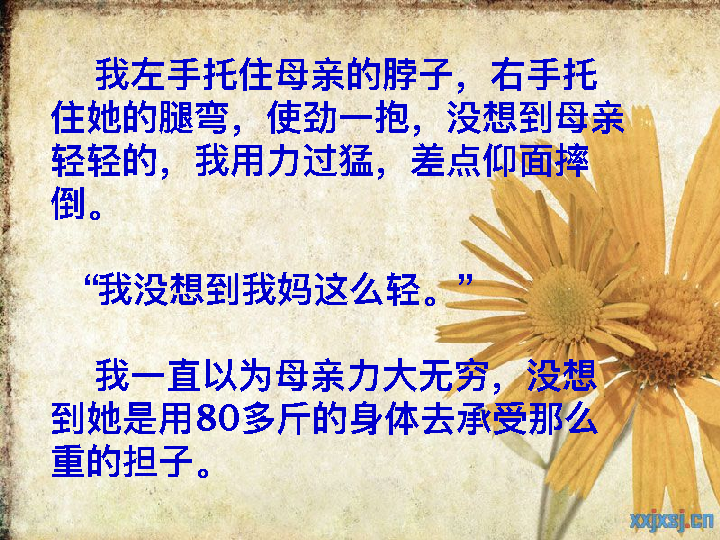 我左手托住母亲的脖子，右手托
住她的腿弯，使劲一抱，没想到母亲
轻轻的，我用力过猛，差点仰面摔
倒。
“我没想到我妈这么轻。”
我一直以为母亲力大无穷，没想
到她是用80多斤的身体去承受那么
重的担子。
xxjxsj.cn